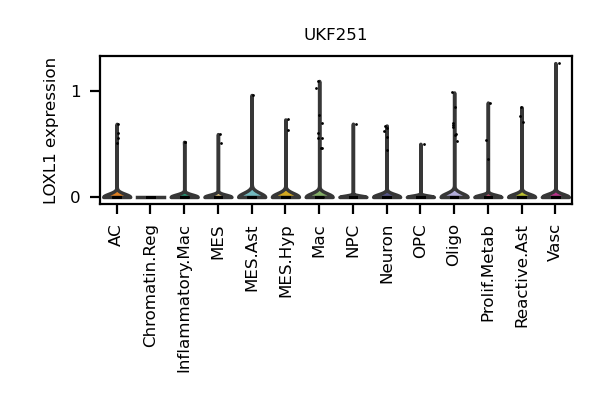 UKF251
LOXL1 expression
1
0
AC
Chromatin.Reg
Inflammatory.Mac
MES
MES.Ast
MES.Hyp
Mac
NPC
Neuron
OPC
Oligo
Prolif.Metab
Reactive.Ast
Vasc